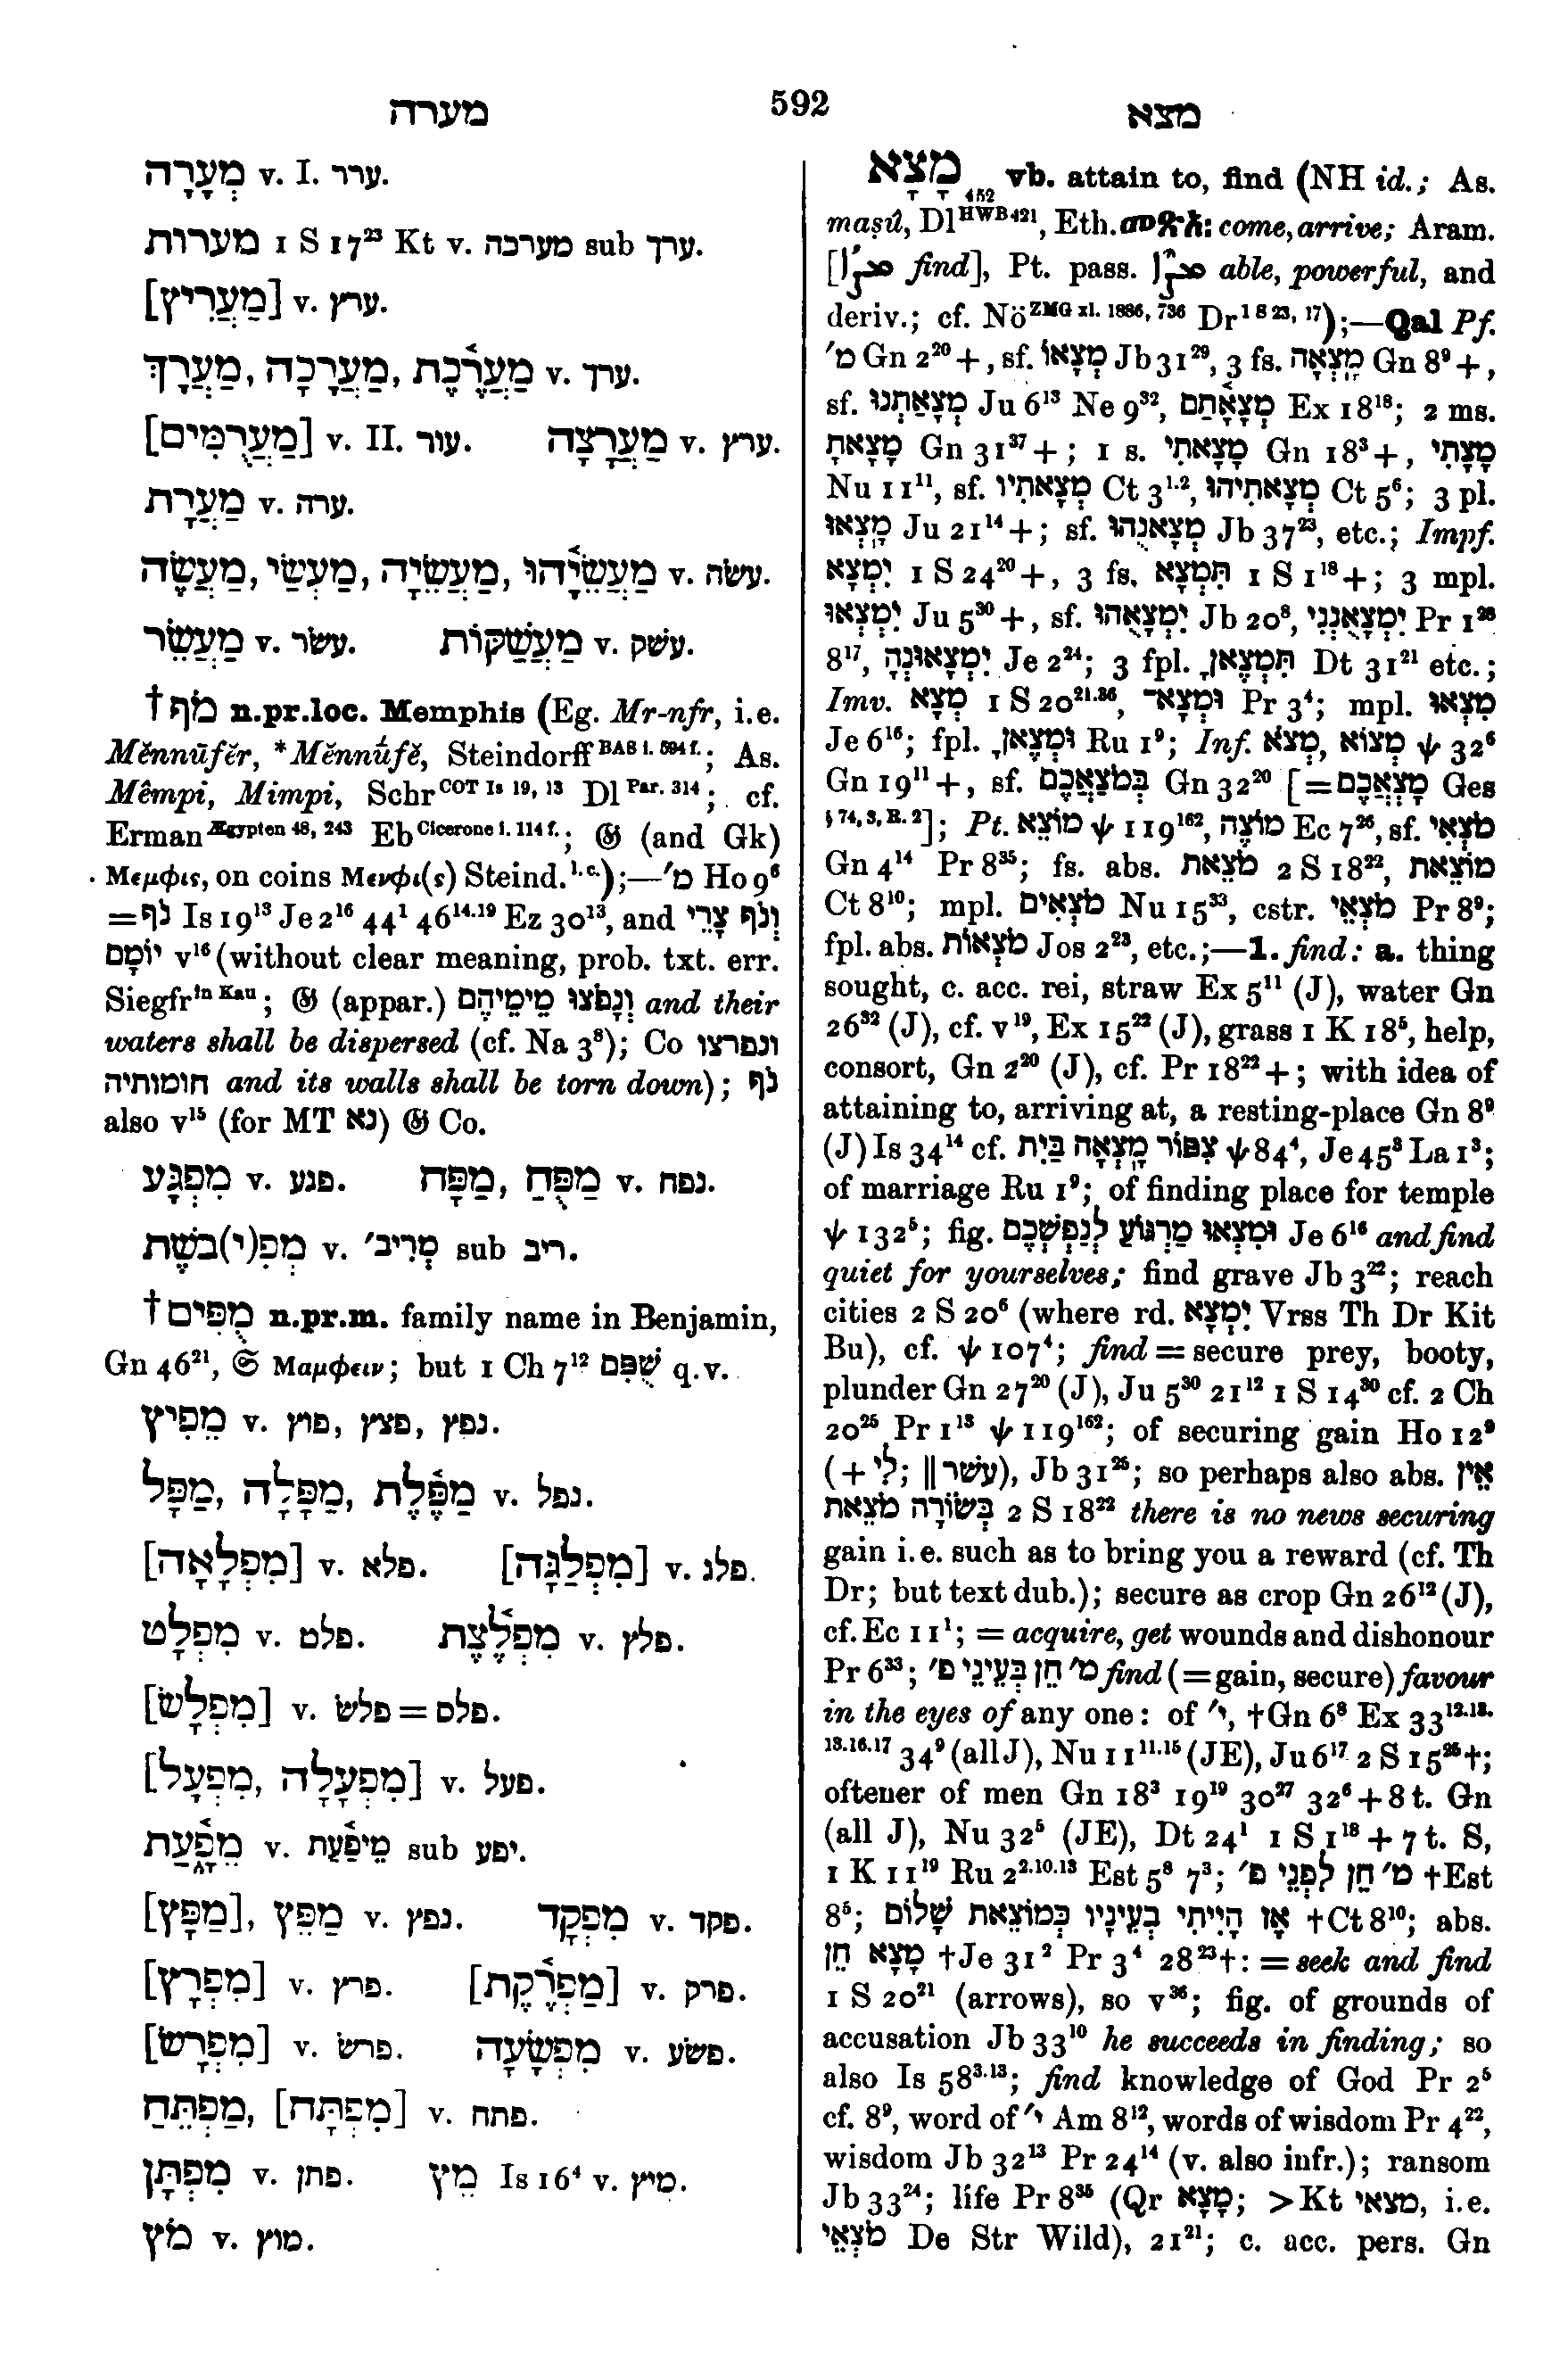 מערה
592
מצא
מְעָרָה v. I. ערר.
מערות 1 S 17²³ Kt v. מערכה sub ערך.
[מַעֲרִיץ] v. ערץ.
מַעֲרָךְ, מַעֲרָכָה, מַעֲרֶ֫כֶת v. ערך.
[מַעֲרֻמִּים] v. II. עור. מַעֲרָצָה v. ערץ.
מַעֲרָת v. ערה.
מַעֲשֶׂה, מַעְשַׂי, מַעֲשֵׂיָה, מַעֲשֵׂיָ֫הוּ v. עשׂה.
מַעֲשֵׂר v. עשׂר. מַעֲשַׁקּוֹת v. עשׁק.
† מֹף n.pr.loc. Memphis (Eg. Mr-nfr, i.e.
Mĕnnūfĕr, *Mĕnnū́fĕ, Steindorff BAS i. 594 f.; As.
Mêmpi, Mimpi, Schr COT Is 19, 13 Dl Par. 314; cf.
Erman Ægypten 48, 243 Eb Cicerone i. 114 f.; 𝔊 (and Gk)
Μεμφις, on coins Μενφι(ς) Steind. l.c.);—מ׳ Ho 9⁶
=נֹף Is 19¹³ Je 2¹⁶ 44¹ 46¹⁴·¹⁹ Ez 30¹³, and וְנֹף צָרֵי
יוֹמָם v¹⁶ (without clear meaning, prob. txt. err.
Siegfr in Kau; 𝔊 (appar.) וְנָפֹצוּ מֵימֵיהֶם and their
waters shall be dispersed (cf. Na 3⁸); Co ונפרצו
חומותיה and its walls shall be torn down); נֹף
also v¹⁵ (for MT נא) 𝔊 Co.
מִפְגָּע v. פגע. מַפָּח, מַפֻּחַ v. נפח.
מְפִ(י)בֹשֶׁת v. מְרִיב׳ sub ריב.
† מֻפִּים n.pr.m. family name in Benjamin,
Gn 46²¹, 𝔊 Μαμφειν; but 1 Ch 7¹² שֻׁפִּם q.v.
מֵפִיץ v. פוץ, פצץ, נפץ.
מַפָּל, מַפָּלָה, מַפֶּ֫לֶת v. נפל.
[מִפְלָאָה] v. פלא. [מִפְלַגָּה] v. פלג.
מִפְלָט v. פלט. מִפְלֶ֫צֶת v. פלץ.
[מִפְלָשׂ] v. פלשׂ = פלס.
[מִפְעָל, מִפְעָלָה] v. פעל.
מֵפַ֫עַת v. מֵיפַ֫עַת sub יפע.
[מַפָּץ], מַפֵּץ v. נפץ. מִפְקָד v. פקד.
[מִפְרָץ] v. פרץ. [מַפְרֶ֫קֶת] v. פרק.
[מִפְרָשׂ] v. פרשׂ. מִפְשָׂעָה v. פשׂע.
מַפְתֵּחַ, [מִפְתָּח] v. פתח.
מִפְתָּן v. פתן. מֵץ Is 16⁴ v. מיץ.
מֹץ v. מוץ.
מָצָא 452 vb. attain to, find (NH id.; As.
maṣû, Dl HWB 421, Eth. መጽአ: come, arrive; Aram.
find], Pt. pass. able, powerful, and
deriv.; cf. Nö ZMG xl. 1886, 736 Dr 1 S 23, 17);—Qal Pf.
מ׳ Gn 2²⁰ +, sf. מְצָאוֹ Jb 31²⁹, 3 fs. מָֽצְאָה Gn 8⁹ +,
sf. מְצָאַתְנוּ Ju 6¹³ Ne 9³², מְצָאָ֫תַם Ex 18¹⁸; 2 ms.
מָצָאתָ Gn 31³⁷ +; 1 s. מָצָאתִי Gn 18³ +, מָצָתִי
Nu 11¹¹, sf. מְצָאתִיו Ct 3¹·², מְצָאתִיהוּ Ct 5⁶; 3 pl.
מָֽצְאוּ Ju 21¹⁴ +; sf. מְצָאנֻהוּ Jb 37²³, etc.; Impf.
יִמְצָא 1 S 24²⁰ +, 3 fs. תִּמְצָא 1 S 1¹⁸ +; 3 mpl.
יִמְצְאוּ Ju 5³⁰ +, sf. יִמְצָאֻהוּ Jb 20⁸, יִמְצָאֻנְנִי Pr 1²⁸
8¹⁷, יִמְצָאוּנְהָ Je 2²⁴; 3 fpl. תִּמְצֶאןָ Dt 31²¹ etc.;
Imv. מְצָא 1 S 20²¹·³⁶, וּמְצָא־ Pr 3⁴; mpl. מִצְאוּ
Je 6¹⁶; fpl. וּמְצֶאןָ Ru 1⁹; Inf. מְצֹא, מְצוֹא ψ 32⁶
Gn 19¹¹ +, sf. בְּמֹצַאֲכֶם Gn 32²⁰ [=מָצְאֲכֶם Ges
§ 74, 3, R. 2]; Pt. מוֹצֵא ψ 119¹⁶², מוֹצֶא Ec 7²⁶, sf. מֹצְאִי
Gn 4¹⁴ Pr 8³⁵; fs. abs. מֹצֵאת 2 S 18²², מוֹצֵאת
Ct 8¹⁰; mpl. מֹצְאִים Nu 15³³, cstr. מֹצְאֵי Pr 8⁹;
fpl. abs. מֹצְאוֹת Jos 2²³, etc.;—1. find: a. thing
sought, c. acc. rei, straw Ex 5¹¹ (J), water Gn
26³² (J), cf. v¹⁹, Ex 15²² (J), grass 1 K 18⁵, help,
consort, Gn 2²⁰ (J), cf. Pr 18²² +; with idea of
attaining to, arriving at, a resting-place Gn 8⁹
(J) Is 34¹⁴ cf. צִפּוֹר מָֽצְאָה בַּיִת ψ 84⁴, Je 45³ La 1³;
of marriage Ru 1⁹; of finding place for temple
ψ 132⁵; fig. וּמִצְאוּ מַרְגּוֹעַ לְנַפְשְׁכֶם Je 6¹⁶ and find
quiet for yourselves; find grave Jb 3²²; reach
cities 2 S 20⁶ (where rd. יִמְצָא Vrss Th Dr Kit
Bu), cf. ψ 107⁴; find = secure prey, booty,
plunder Gn 27²⁰ (J), Ju 5³⁰ 21¹² 1 S 14³⁰ cf. 2 Ch
20²⁵ Pr 1¹³ ψ 119¹⁶²; of securing gain Ho 12⁹
(+ לִי; ‖ עשׁר), Jb 31²⁵; so perhaps also abs. אֵין
בְּשׂוֹרָה מֹצֵאת 2 S 18²² there is no news securing
gain i.e. such as to bring you a reward (cf. Th
Dr; but text dub.); secure as crop Gn 26¹² (J),
cf. Ec 11¹; = acquire, get wounds and dishonour
Pr 6³³; מ׳ חֵן בְּעֵינֵי פ׳ find (=gain, secure) favour
in the eyes of any one: of י׳, †Gn 6⁸ Ex 33¹²·¹³·
¹³·¹⁶·¹⁷ 34⁹ (all J), Nu 11¹¹·¹⁵ (JE), Ju 6¹⁷ 2 S 15²⁵†;
oftener of men Gn 18³ 19¹⁹ 30²⁷ 32⁶ + 8 t. Gn
(all J), Nu 32⁵ (JE), Dt 24¹ 1 S 1¹⁸ + 7 t. S,
1 K 11¹⁹ Ru 2²·¹⁰·¹³ Est 5⁸ 7³; מ׳ חֵן לִפְנֵי פ׳ †Est
8⁵; אָז הָיִיתִי בְעֵינָיו כְּמוֹצֵאת שָׁלוֹם †Ct 8¹⁰; abs.
מָצָא חֵן †Je 31² Pr 3⁴ 28²³†: = seek and find
1 S 20²¹ (arrows), so v³⁶; fig. of grounds of
accusation Jb 33¹⁰ he succeeds in finding; so
also Is 58³·¹³; find knowledge of God Pr 2⁵
cf. 8⁹, word of י׳ Am 8¹², words of wisdom Pr 4²²,
wisdom Jb 32¹³ Pr 24¹⁴ (v. also infr.); ransom
Jb 33²⁴; life Pr 8³⁵ (Qr מָצָא; >Kt מצאי, i.e.
מֹצְאֵי De Str Wild), 21²¹; c. acc. pers. Gn